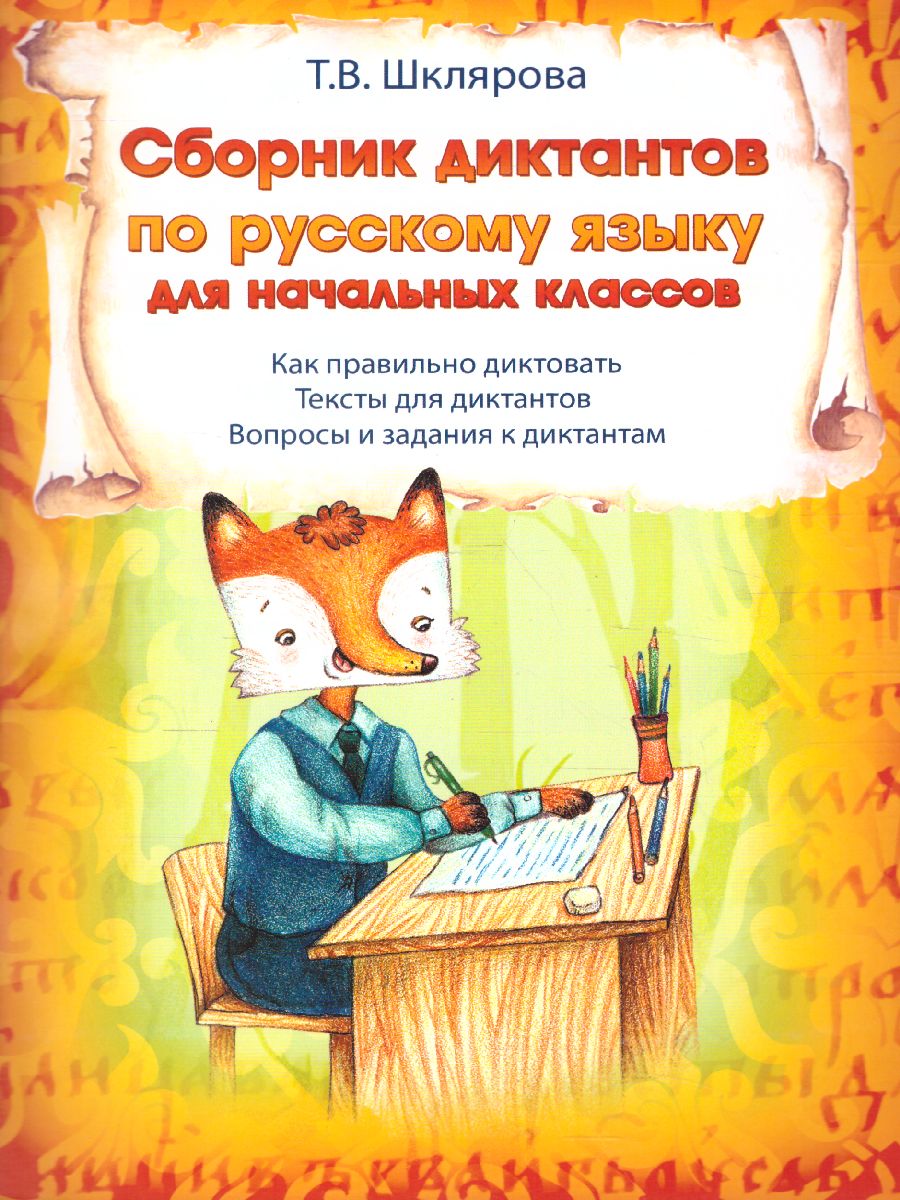 Т.В. Шклярова
Сборник диктантов
по русскому языку
для начальных классов
Как правильно диктовать
Тексты для диктантов
Вопросы и задания к диктантам